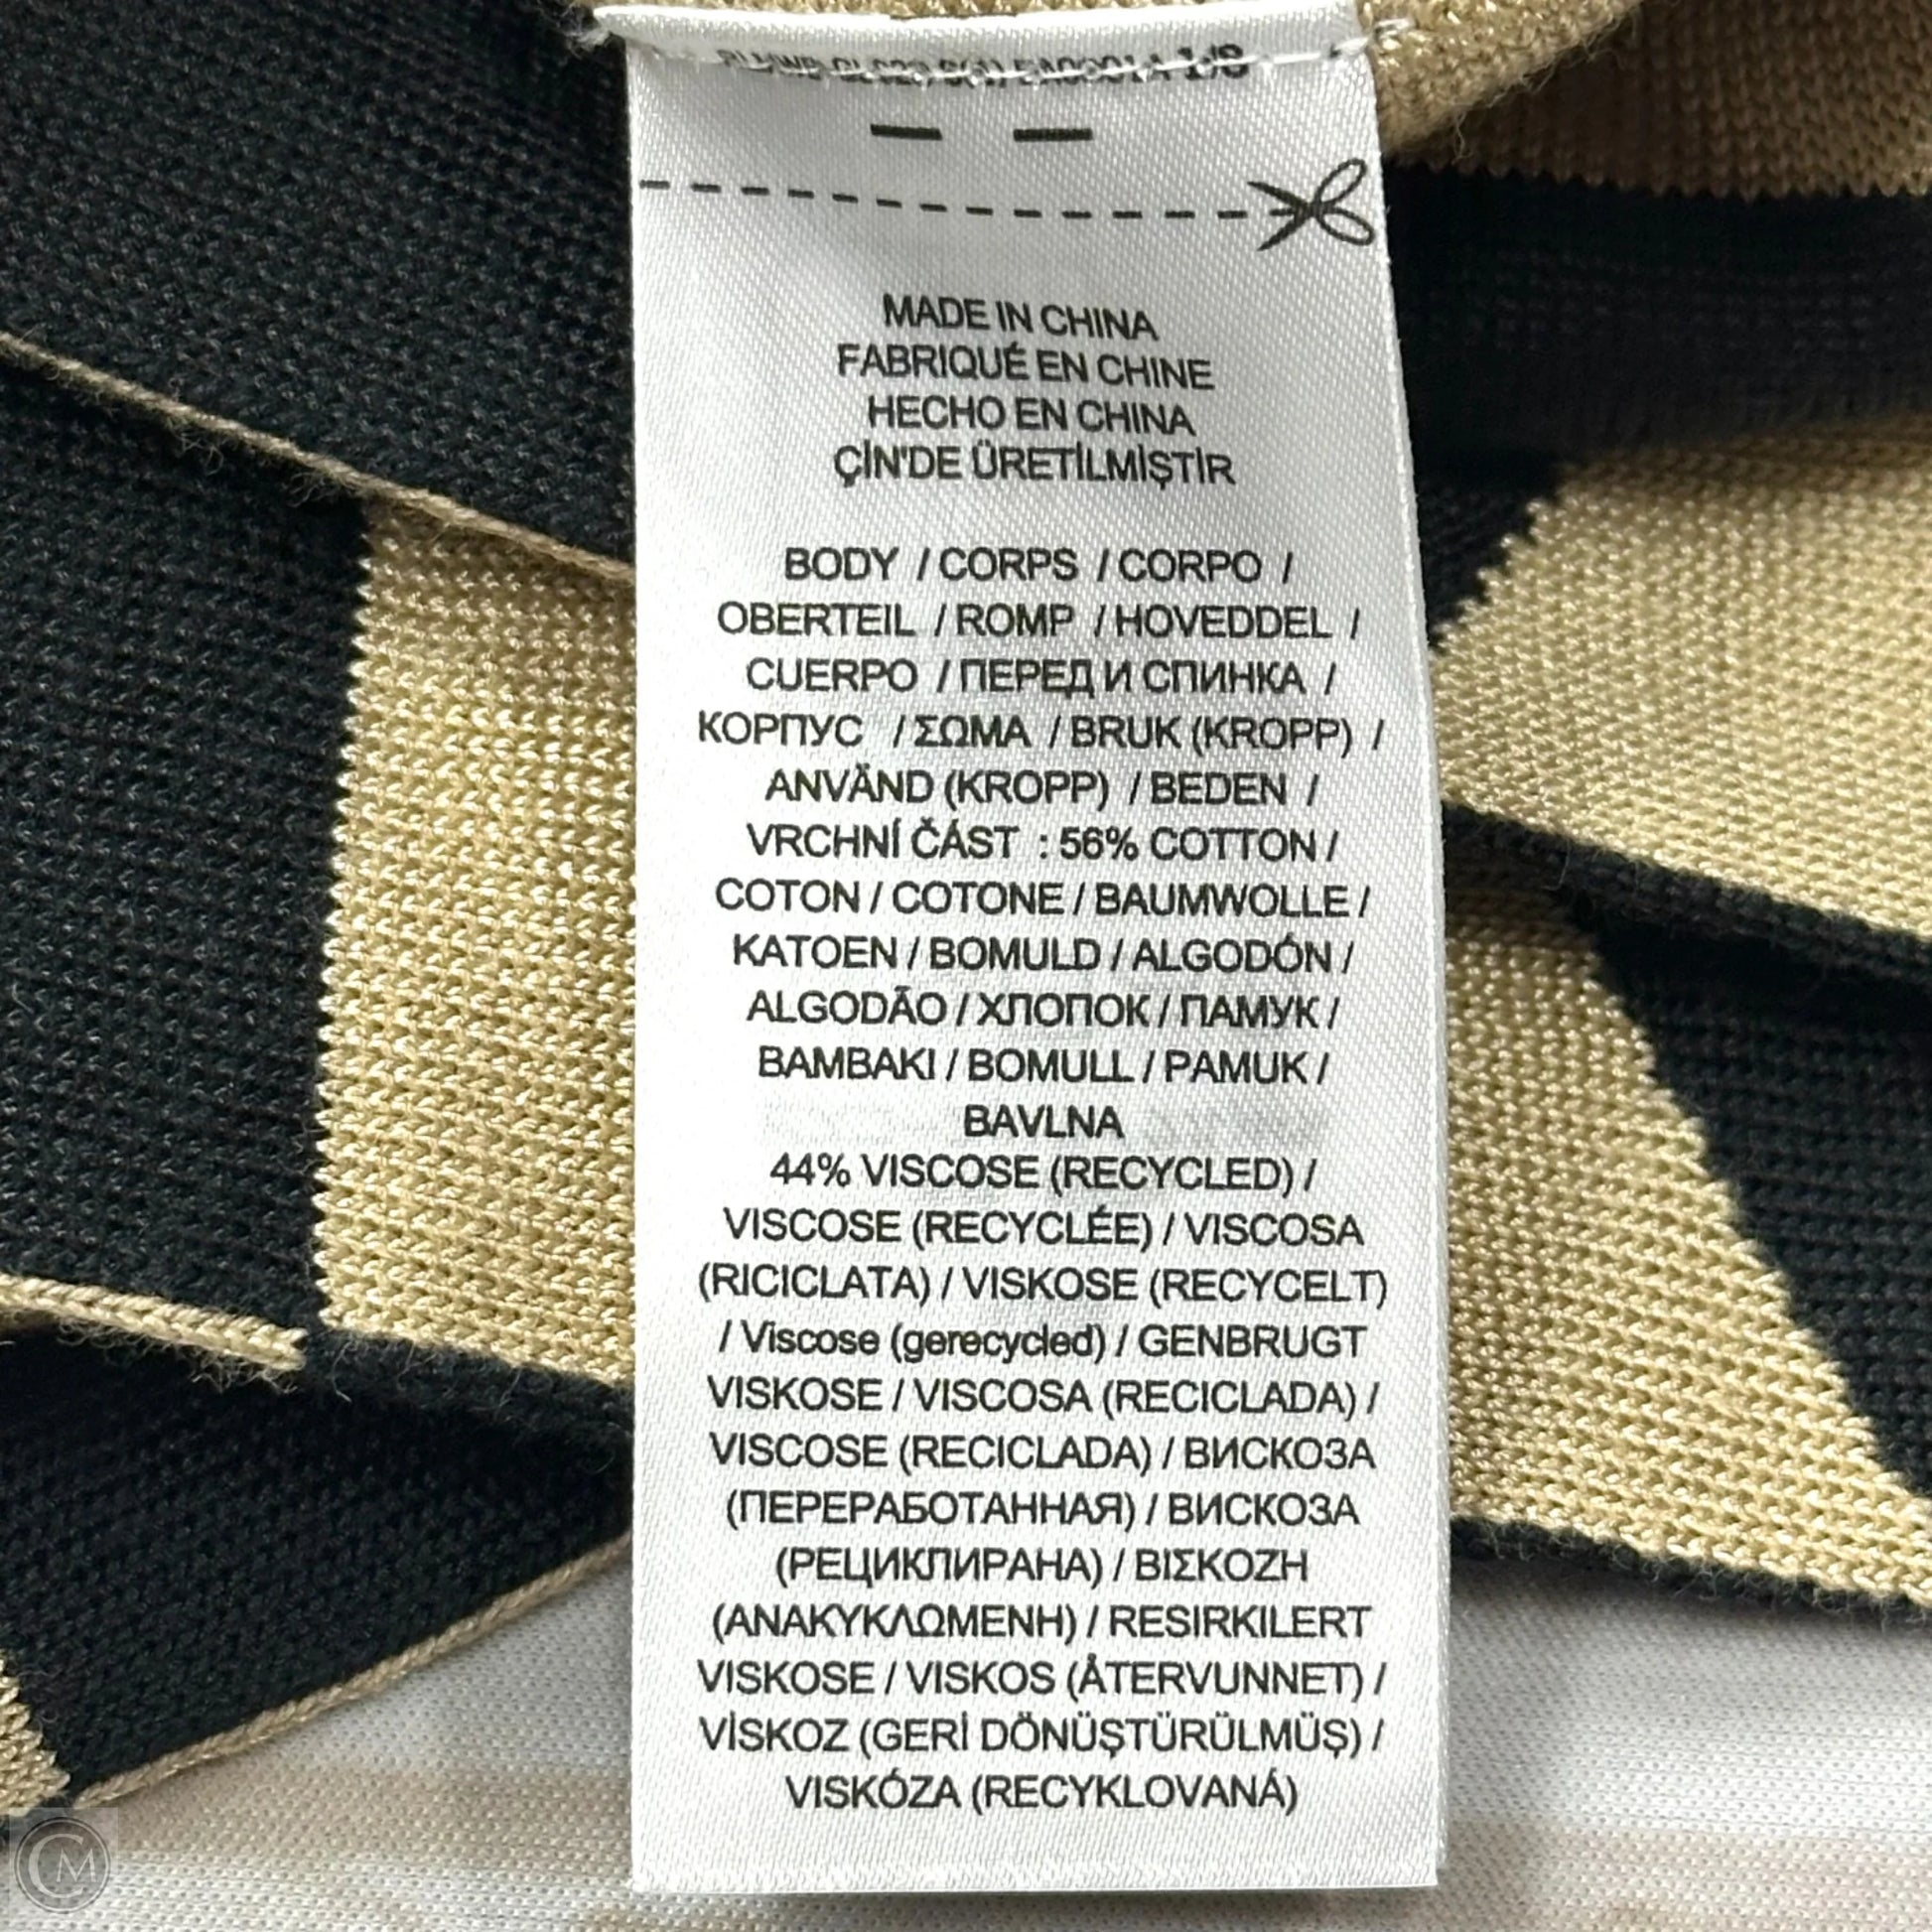 1/8
MADE IN CHINA
FABRIQUÉ EN CHINE
HECHO EN CHINA
ÇİN'DE ÜRETİLMİŞTİR
BODY / CORPS / CORPO /
OBERTEIL / ROMP / HOVEDDEL /
CUERPO / ПЕРЕД И СПИНКА /
КОРПУС / ΣΩΜΑ / BRUK (KROPP) /
ANVÄND (KROPP) / BEDEN /
VRCHNÍ ČÁST : 56% COTTON /
COTON / COTONE / BAUMWOLLE /
KATOEN / BOMULD / ALGODÓN /
ALGODÃO / ХЛОПОК / ПАМУК /
BAMBAKI / BOMULL / PAMUK /
BAVLNA
44% VISCOSE (RECYCLED) /
VISCOSE (RECYCLÉE) / VISCOSA
(RICICLATA) / VISKOSE (RECYCELT)
/ Viscose (gerecycled) / GENBRUGT
VISKOSE / VISCOSA (RECICLADA) /
VISCOSE (RECICLADA) / ВИСКОЗА
(ПЕРЕРАБОТАННАЯ) / ВИСКОЗА
(РЕЦИКЛИРАНА) / ΒΙΣΚΟΖΗ
(ΑΝΑΚΥΚΛΩΜΕΝΗ) / RESIRKILERT
VISKOSE / VISKOS (ÅTERVUNNET) /
VİSKOZ (GERİ DÖNÜŞTÜRÜLMÜŞ) /
VISKÓZA (RECYKLOVANÁ)
CM